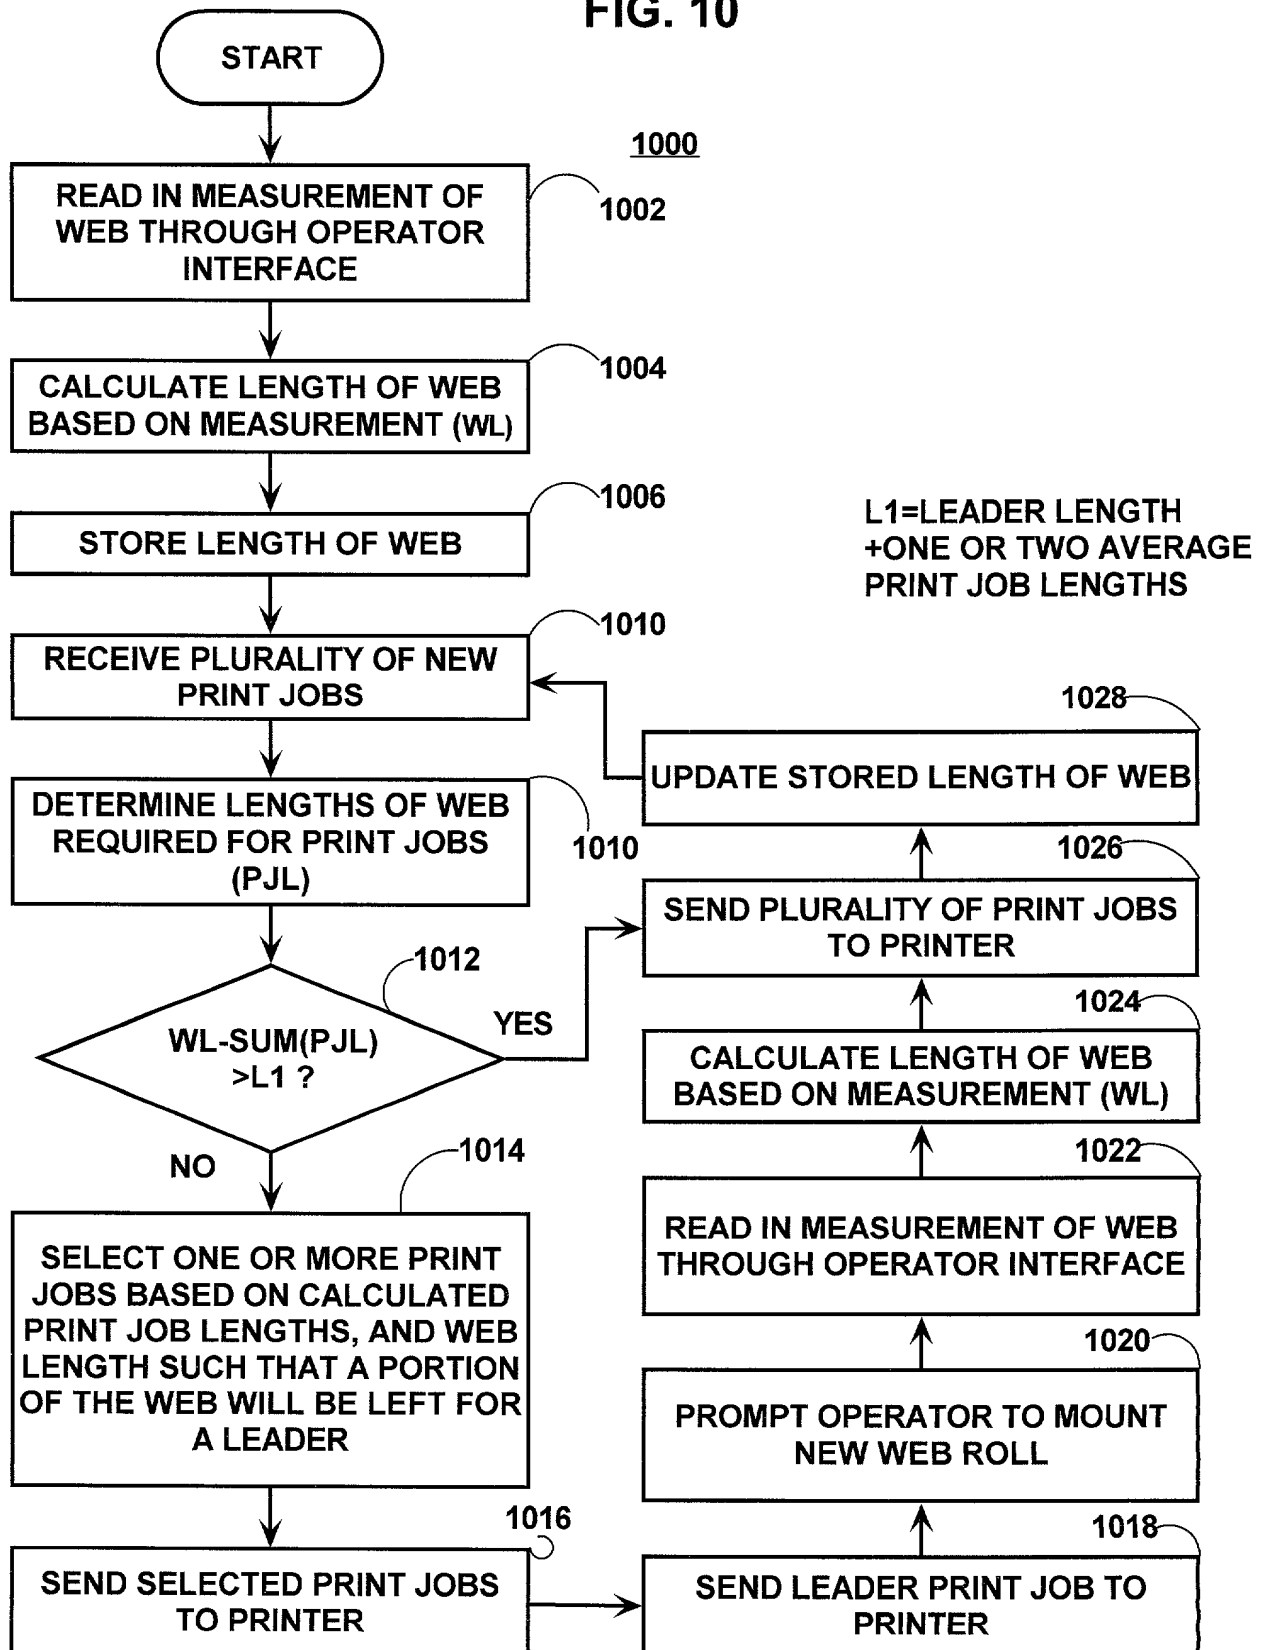 FIG. 10
START
1000
READ IN MEASUREMENT OF
WEB THROUGH OPERATOR
INTERFACE
1002
CALCULATE LENGTH OF WEB
BASED ON MEASUREMENT (WL)
1004
STORE LENGTH OF WEB
1006
L1=LEADER LENGTH
+ONE OR TWO AVERAGE
PRINT JOB LENGTHS
RECEIVE PLURALITY OF NEW
PRINT JOBS
1010
DETERMINE LENGTHS OF WEB
REQUIRED FOR PRINT JOBS
(PJL)
1010
WL-SUM(PJL)
>L1 ?
1012
YES
NO
SELECT ONE OR MORE PRINT
JOBS BASED ON CALCULATED
PRINT JOB LENGTHS, AND WEB
LENGTH SUCH THAT A PORTION
OF THE WEB WILL BE LEFT FOR
A LEADER
1014
SEND SELECTED PRINT JOBS
TO PRINTER
1016
SEND LEADER PRINT JOB TO
PRINTER
1018
PROMPT OPERATOR TO MOUNT
NEW WEB ROLL
1020
READ IN MEASUREMENT OF WEB
THROUGH OPERATOR INTERFACE
1022
CALCULATE LENGTH OF WEB
BASED ON MEASUREMENT (WL)
1024
SEND PLURALITY OF PRINT JOBS
TO PRINTER
1026
UPDATE STORED LENGTH OF WEB
1028